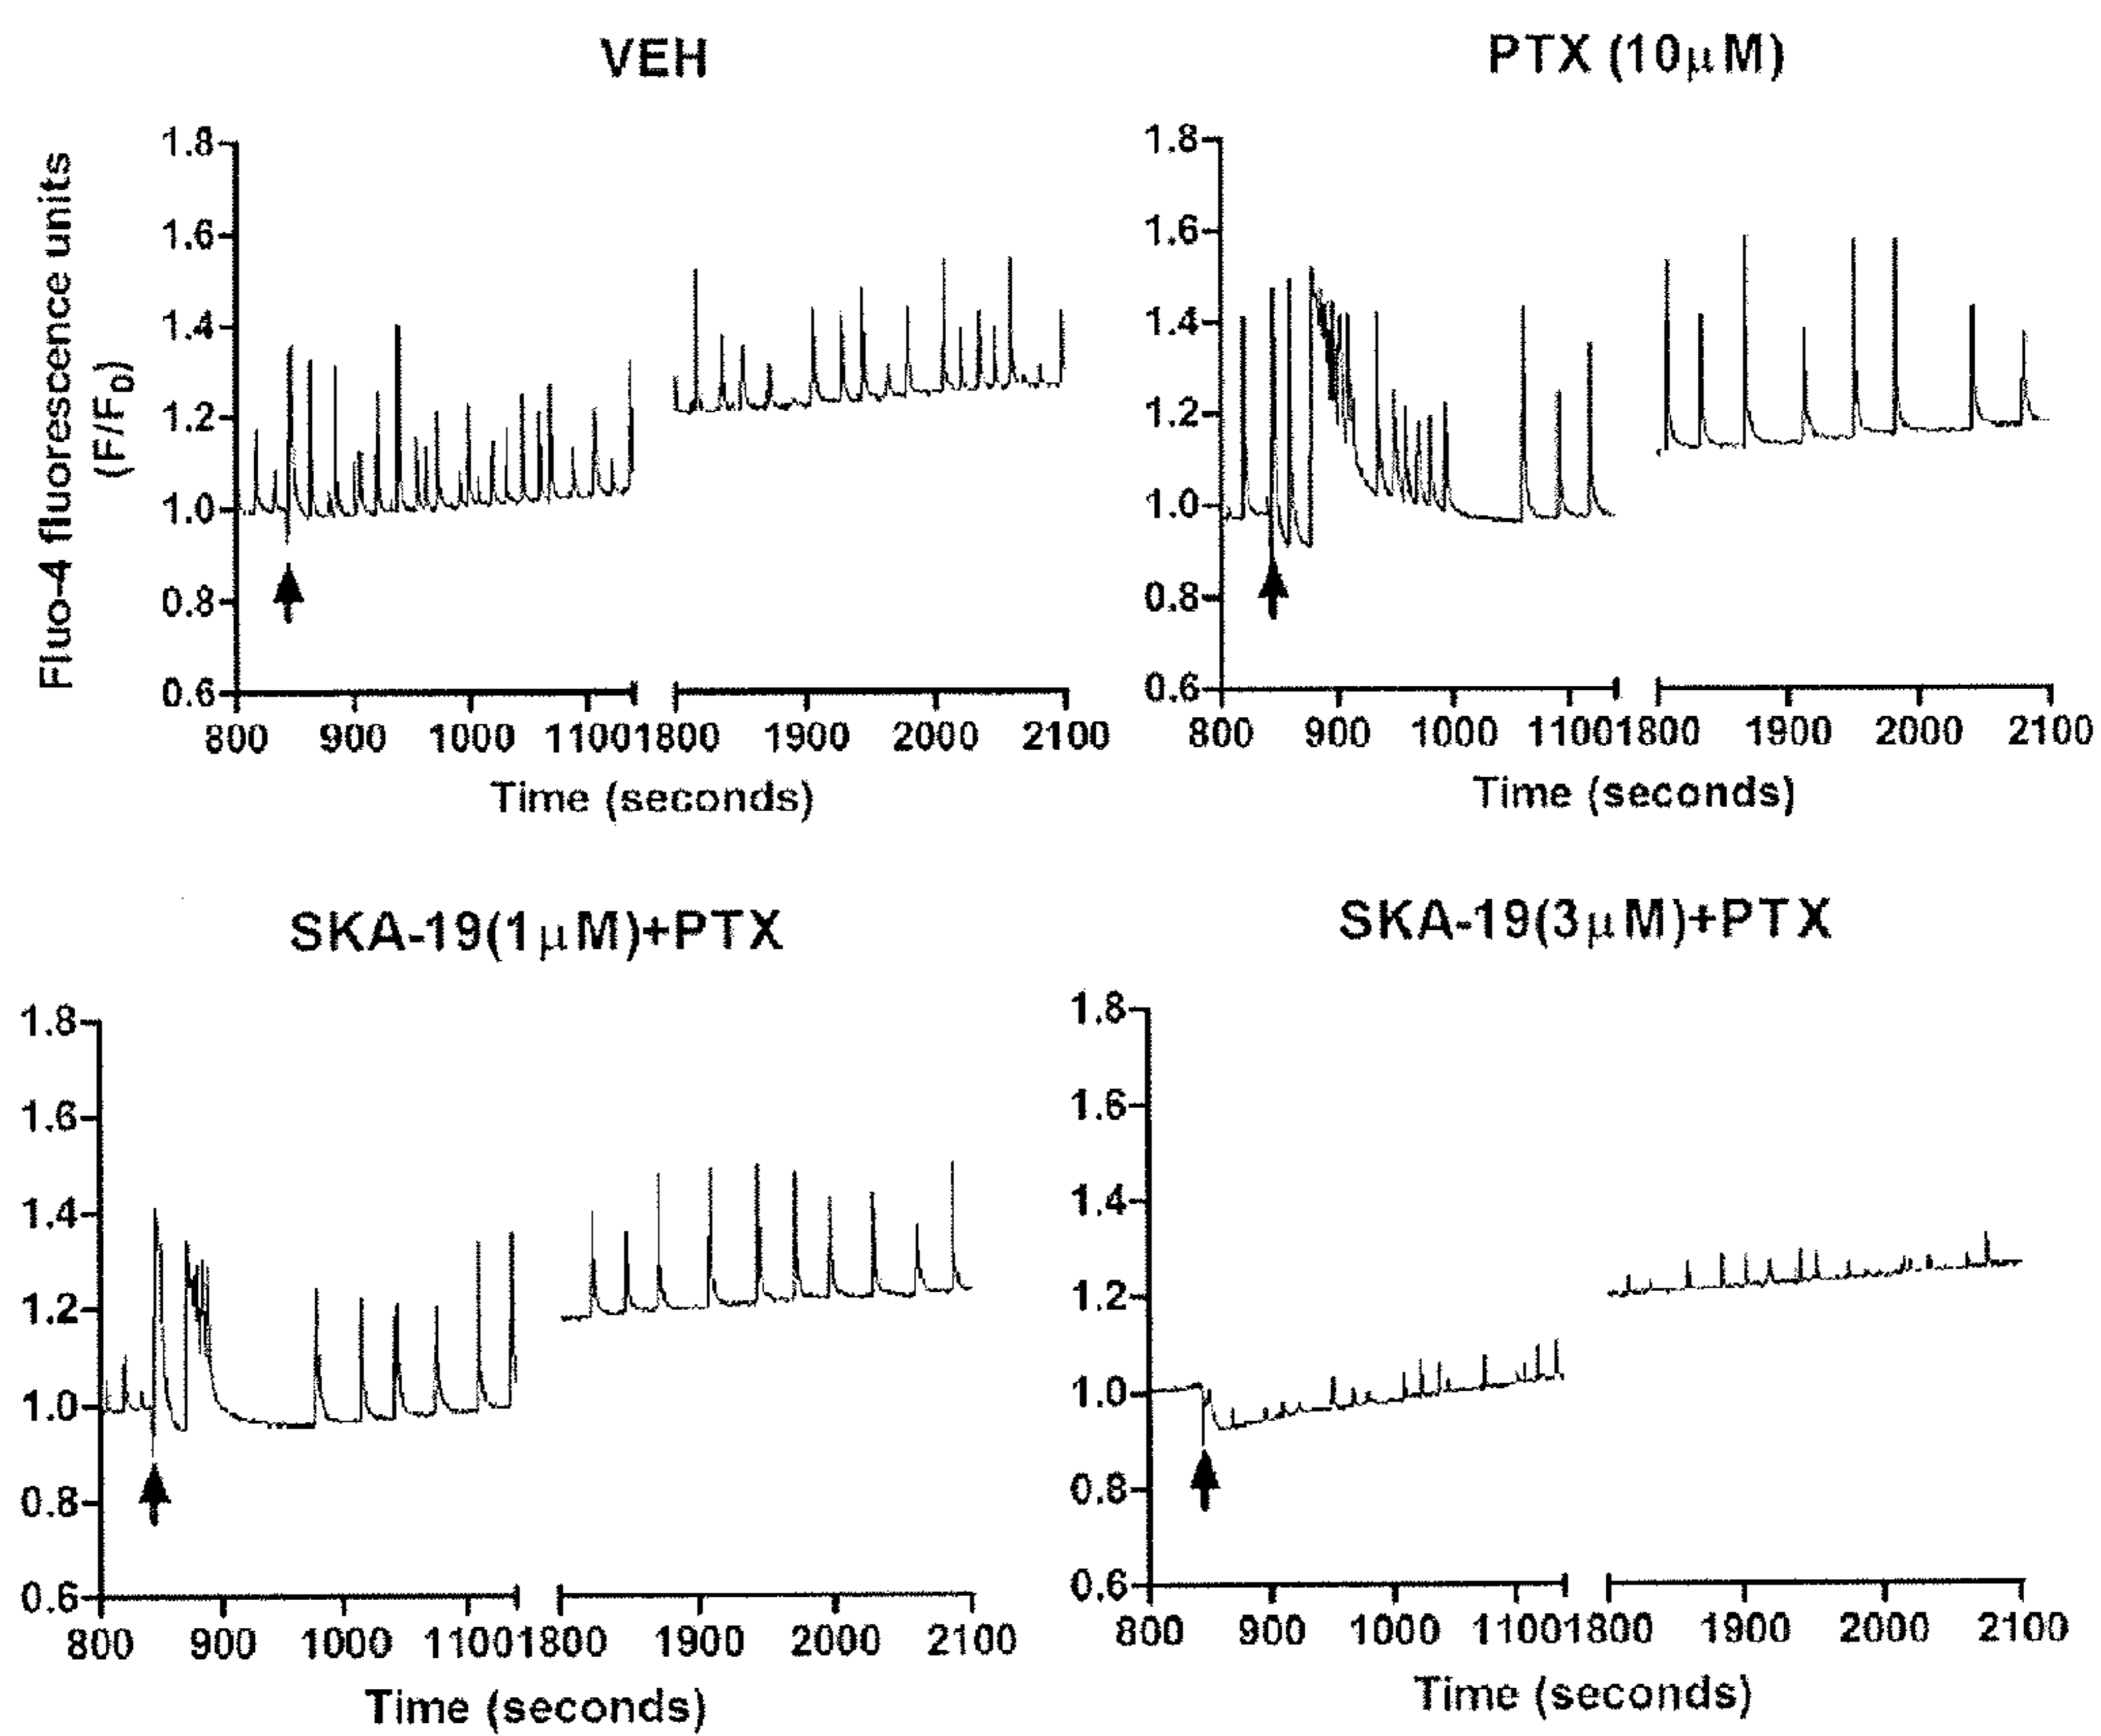 VEH
Fluo-4 fluorescence units
(F/F0)
1.8
1.6
1.4
1.2
1.0
0.8
0.6
800 900 1000 1100 1800 1900 2000 2100
Time (seconds)
PTX (10μM)
1.8
1.6
1.4
1.2
1.0
0.8
0.6
800 900 1000 1100 1800 1900 2000 2100
Time (seconds)
SKA-19(1μM)+PTX
1.8
1.6
1.4
1.2
1.0
0.8
0.6
800 900 1000 1100 1800 1900 2000 2100
Time (seconds)
SKA-19(3μM)+PTX
1.8
1.6
1.4
1.2
1.0
0.8
0.6
800 900 1000 1100 1800 1900 2000 2100
Time (seconds)